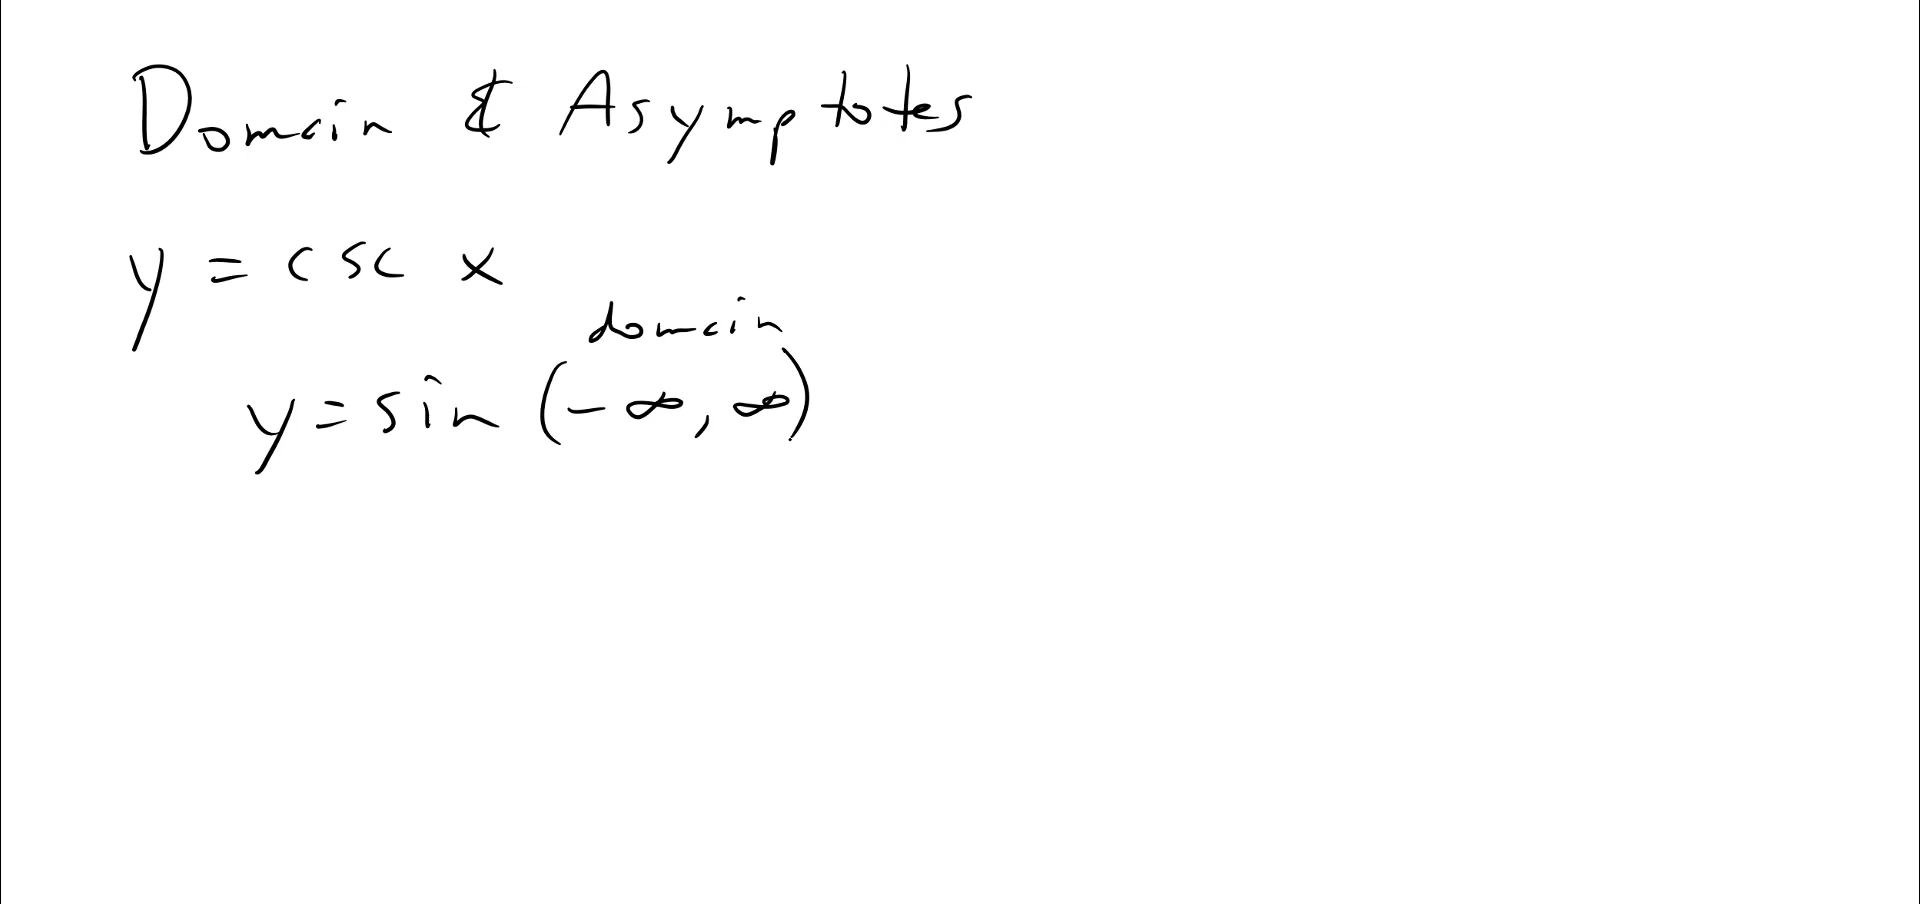 Domain & Asymptotes
y = csc x
domain
y = sin (-∞, ∞)